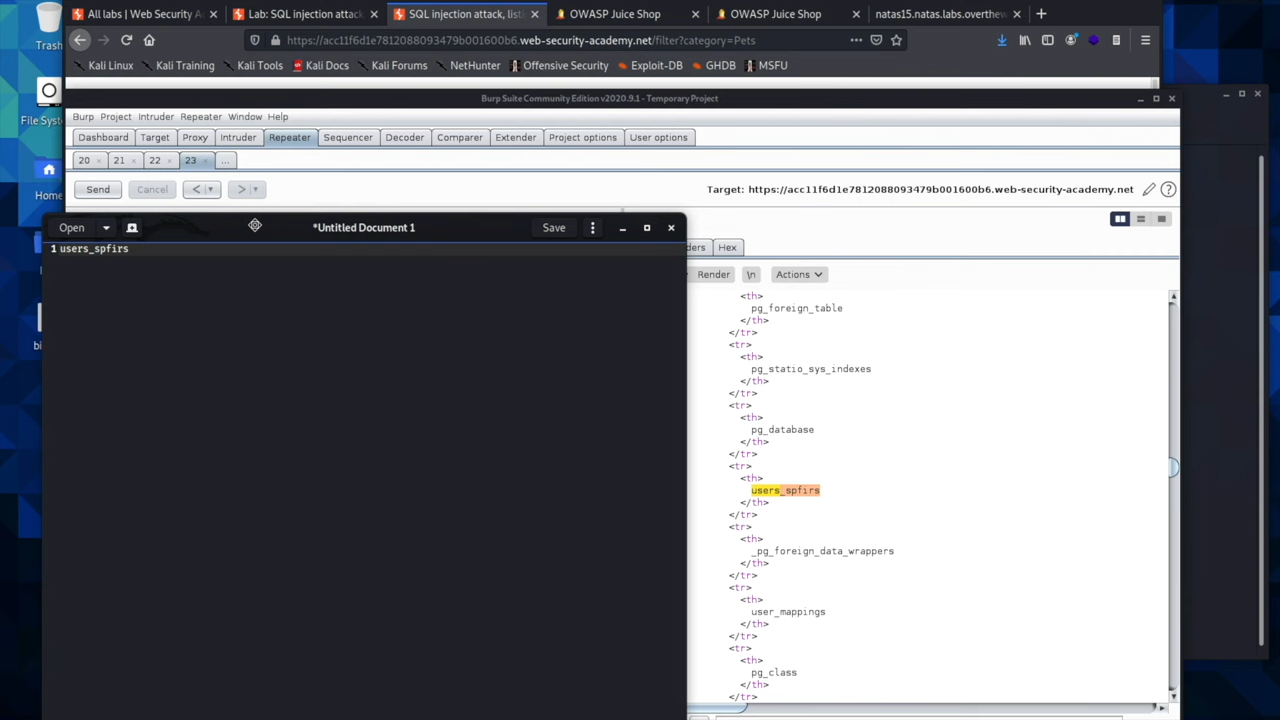 Trash
All labs | Web Security A
Lab: SQL injection attack,
SQL injection attack, listi
OWASP Juice Shop
OWASP Juice Shop
natas15.natas.labs.overthew
https://acc11f6d1e7812088093479b001600b6.web-security-academy.net/filter?category=Pets
Kali Linux
Kali Training
Kali Tools
Kali Docs
Kali Forums
NetHunter
Offensive Security
Exploit-DB
GHDB
MSFU
File Sys
Burp Suite Community Edition v2020.9.1 - Temporary Project
Burp Project Intruder Repeater Window Help
Dashboard Target Proxy Intruder Repeater Sequencer Decoder Comparer Extender Project options User options
20 × 21 × 22 × 23 × ...
Home
Send Cancel < >
Target: https://acc11f6d1e7812088093479b001600b6.web-security-academy.net
Open *Untitled Document 1 Save
1 users_spfirs
ders Hex
Render \n Actions
<th>
pg_foreign_table
</th>
</tr>
<tr>
<th>
pg_statio_sys_indexes
</th>
</tr>
<tr>
<th>
pg_database
</th>
</tr>
<tr>
<th>
users_spfirs
</th>
</tr>
<tr>
<th>
_pg_foreign_data_wrappers
</th>
</tr>
<tr>
<th>
user_mappings
</th>
</tr>
<tr>
<th>
pg_class
</th>
</tr>
bi